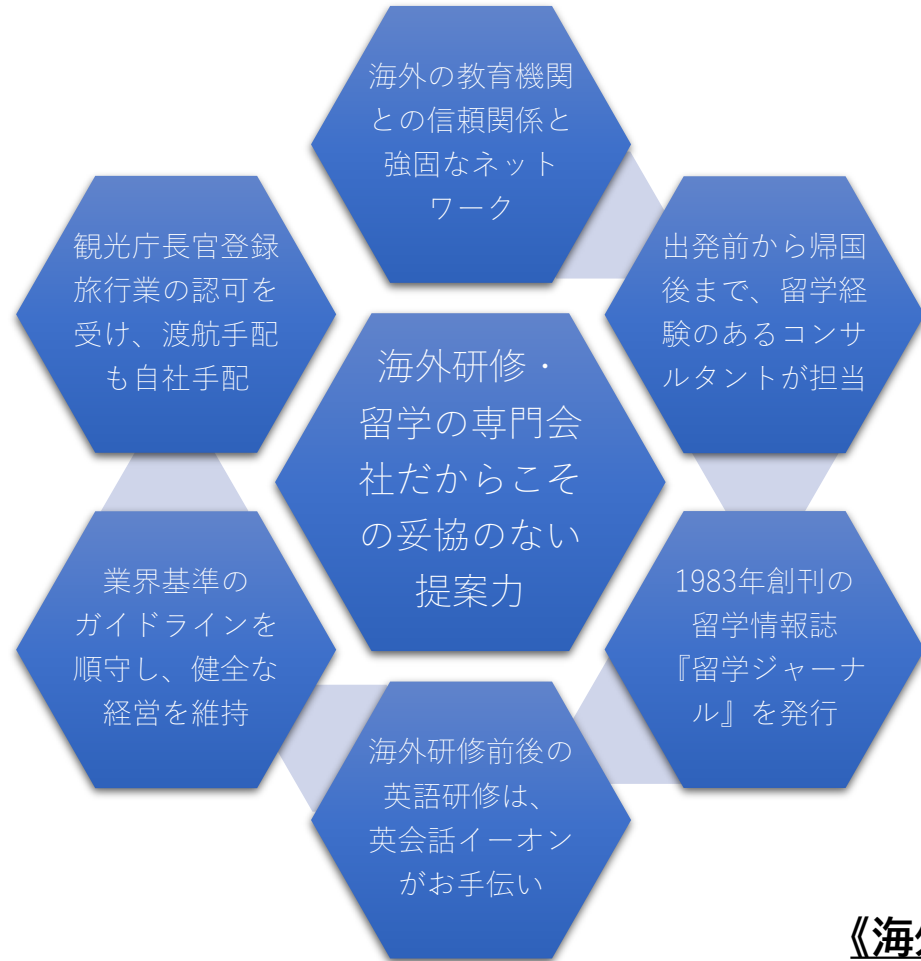 海外の教育機関
との信頼関係と
強固なネット
ワーク
観光庁長官登録
旅行業の認可を
受け、渡航手配
も自社手配
出発前から帰国
後まで、留学経
験のあるコンサ
ルタントが担当
海外研修・
留学の専門会
社だからこそ
の妥協のない
提案力
業界基準の
ガイドラインを
順守し、健全な
経営を維持
1983年創刊の
留学情報誌
『留学ジャーナ
ル』を発行
海外研修前後の
英語研修は、
英会話イーオン
がお手伝い
《海